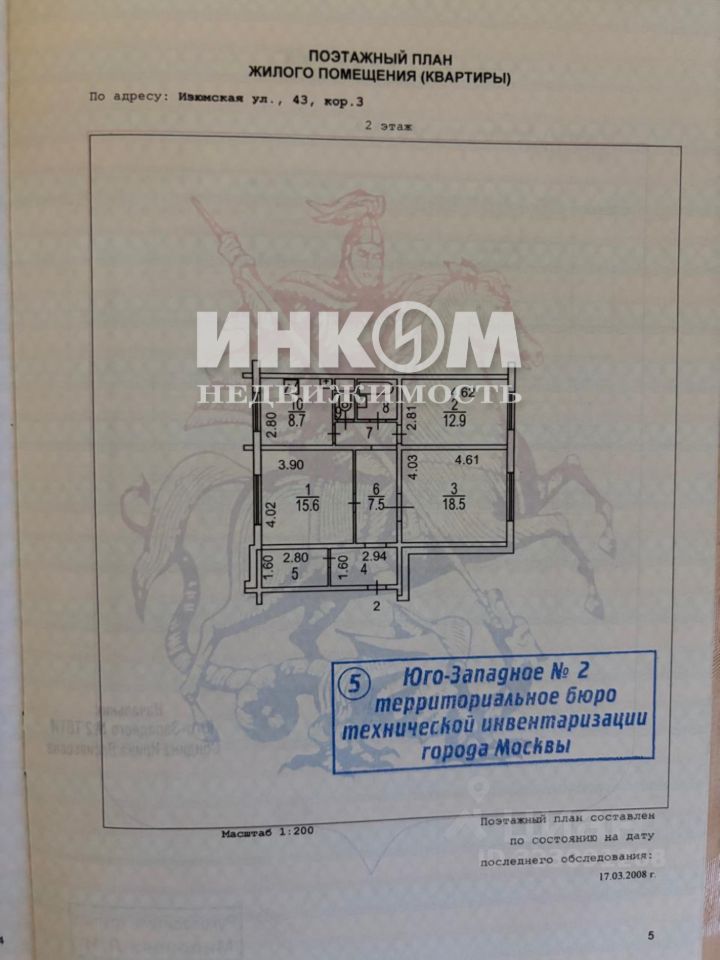 ПОЭТАЖНЫЙ ПЛАН
ЖИЛОГО ПОМЕЩЕНИЯ (КВАРТИРЫ)
По адресу: Изюмская ул., 43, кор.3
2 этаж
ИНКОМ
НЕДВИЖИМОСТЬ
10
8.7
2.80
9
8
7
2.81
4.62
2
12.9
3.90
1
15.6
4.02
6
7.5
4.03
4.61
3
18.5
1.60
2.80
5
1.60
2.94
4
2
5
Юго-Западное № 2
территориальное бюро
технической инвентаризации
города Москвы
Масштаб 1:200
Поэтажный план составлен
по состоянию на дату
последнего обследования:
17.03.2008 г.
4
5